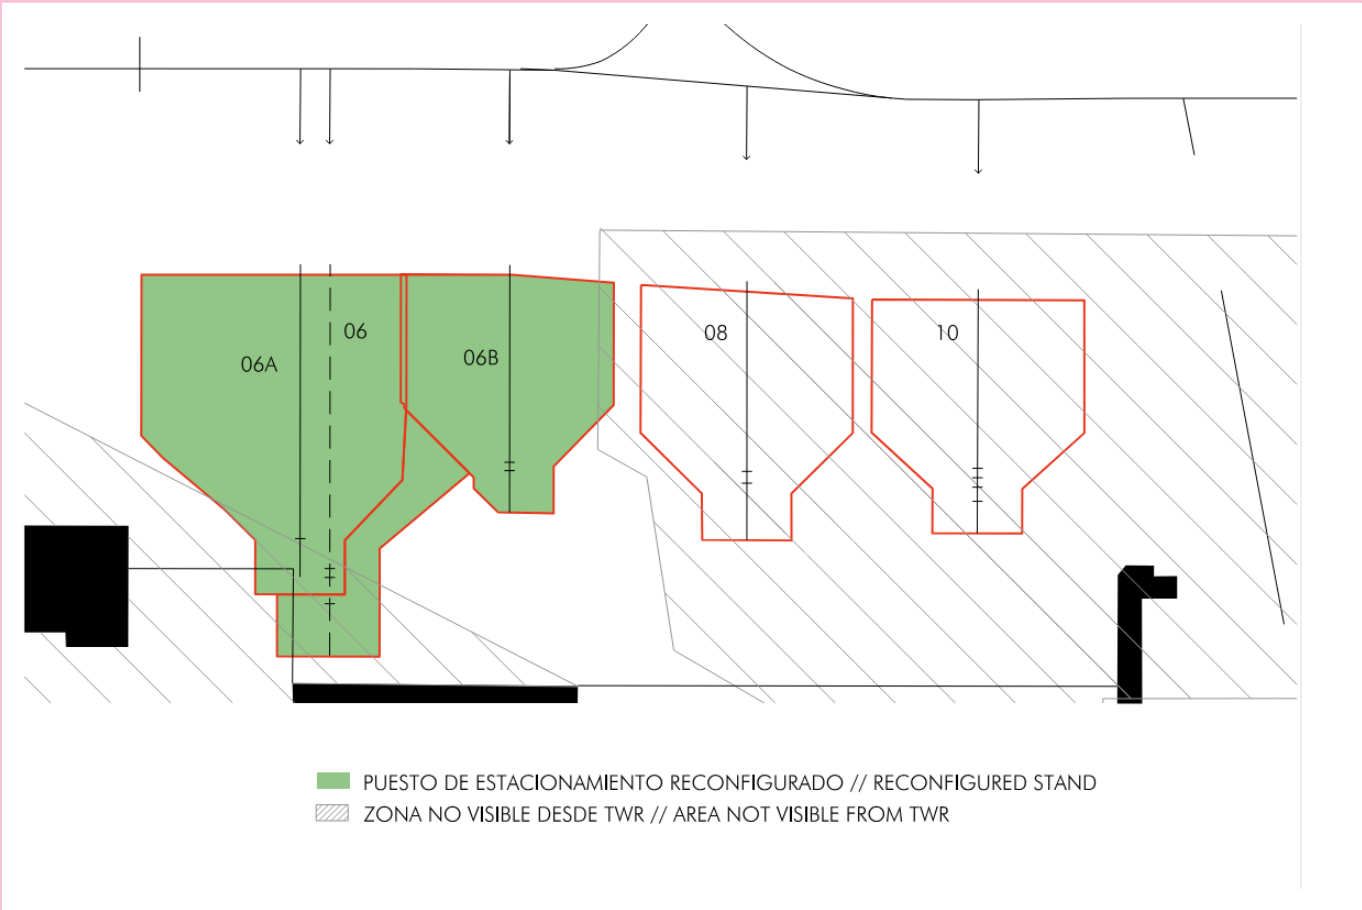 06
06A
06B
08
10
PUESTO DE ESTACIONAMIENTO RECONFIGURADO // RECONFIGURED STAND
ZONA NO VISIBLE DESDE TWR // AREA NOT VISIBLE FROM TWR